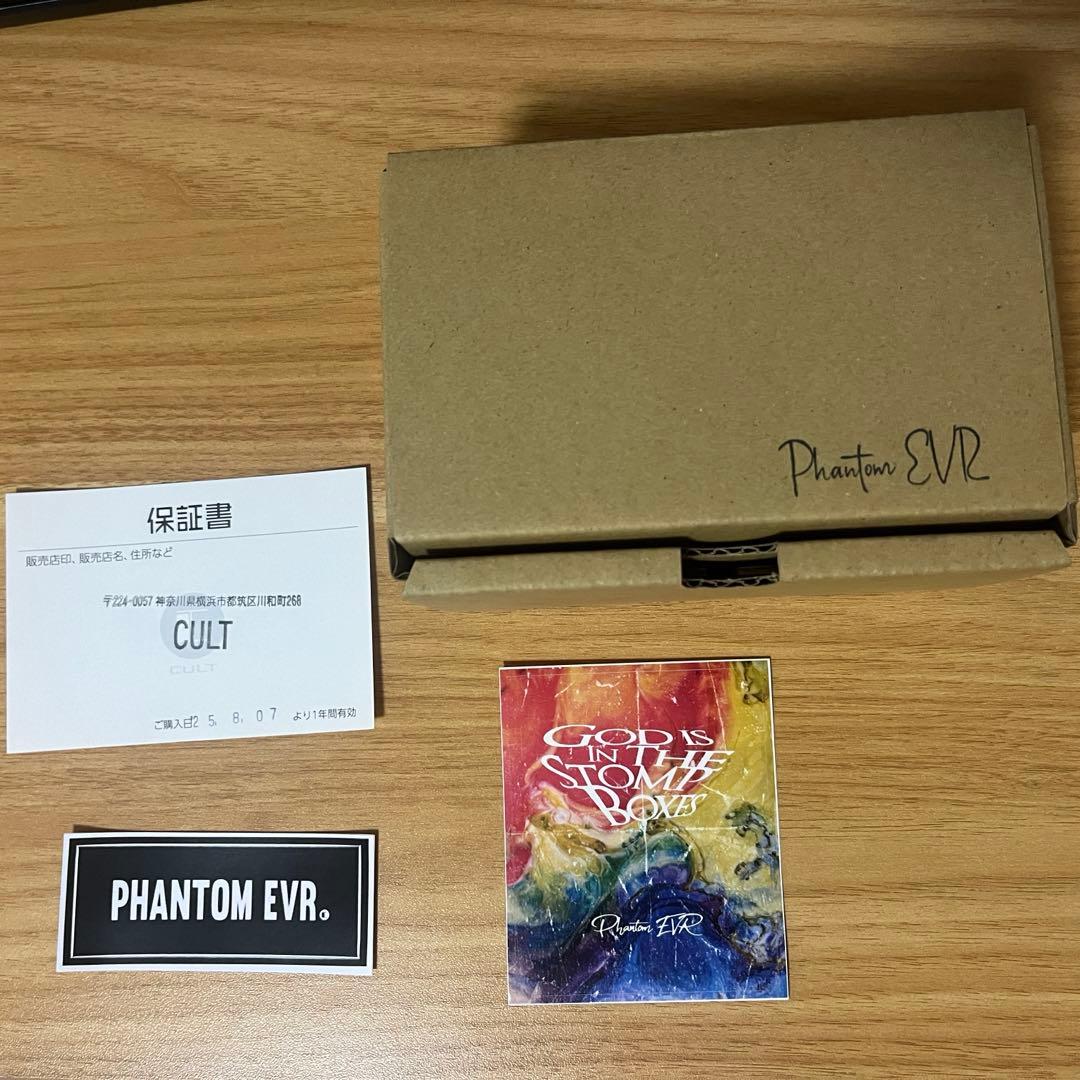 Phantom EVR
保証書
販売店印、販売店名、住所など
〒224-0057 神奈川県横浜市都筑区川和町268
CULT
CULT
ご購入日25. 8. 07 より1年間有効
PHANTOM EVR.
GOD IS
IN THE
STOMP
BOXES
Phantom EVR